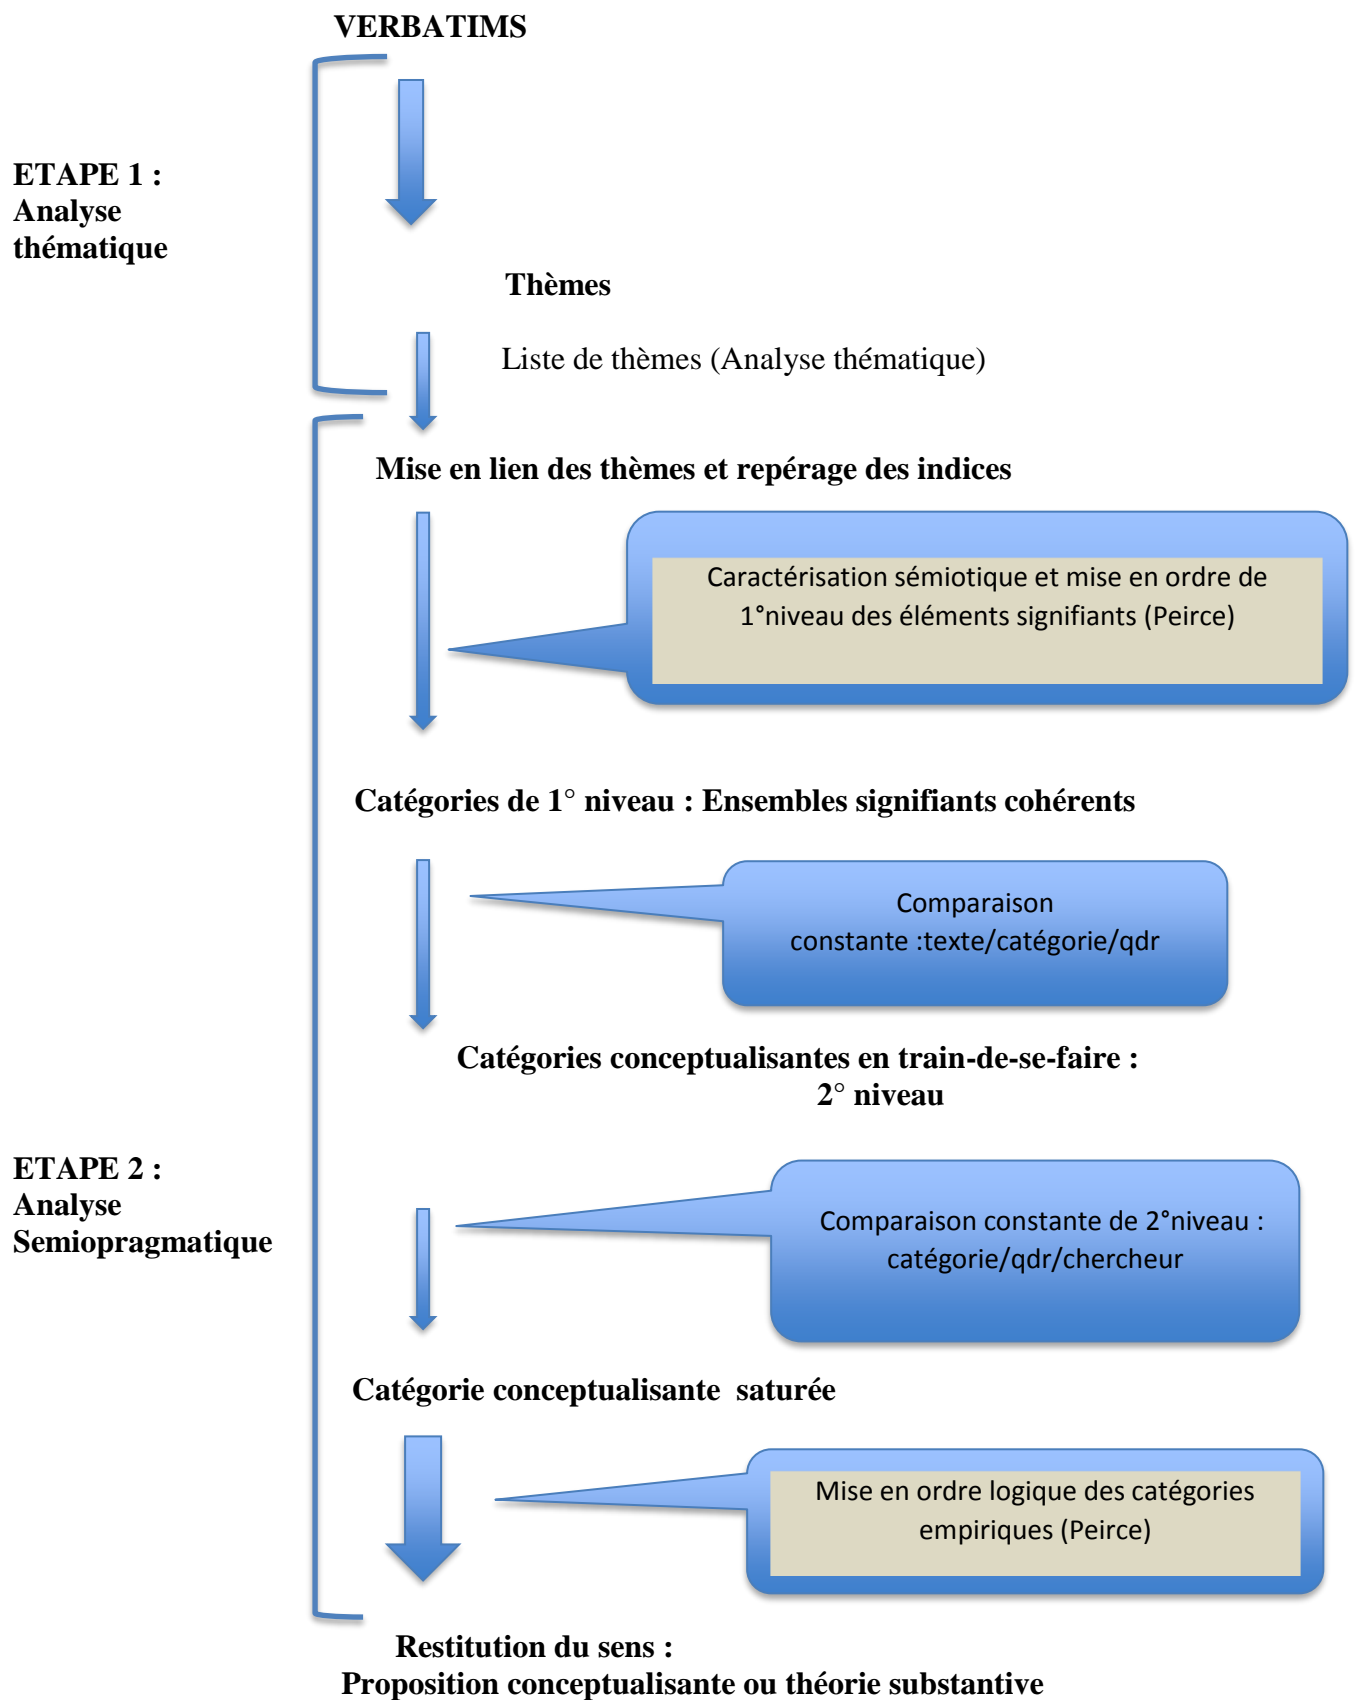 VERBATIMS
ETAPE 1 :
Analyse
thématique
Thèmes
Liste de thèmes (Analyse thématique)
Mise en lien des thèmes et repérage des indices
Caractérisation sémiotique et mise en ordre de
1°niveau des éléments signifiants (Peirce)
Catégories de 1° niveau : Ensembles signifiants cohérents
Comparaison
constante :texte/catégorie/qdr
Catégories conceptualisantes en train-de-se-faire :
2° niveau
ETAPE 2 :
Analyse
Semiopragmatique
Comparaison constante de 2°niveau :
catégorie/qdr/chercheur
Catégorie conceptualisante saturée
Mise en ordre logique des catégories
empiriques (Peirce)
Restitution du sens :
Proposition conceptualisante ou théorie substantive